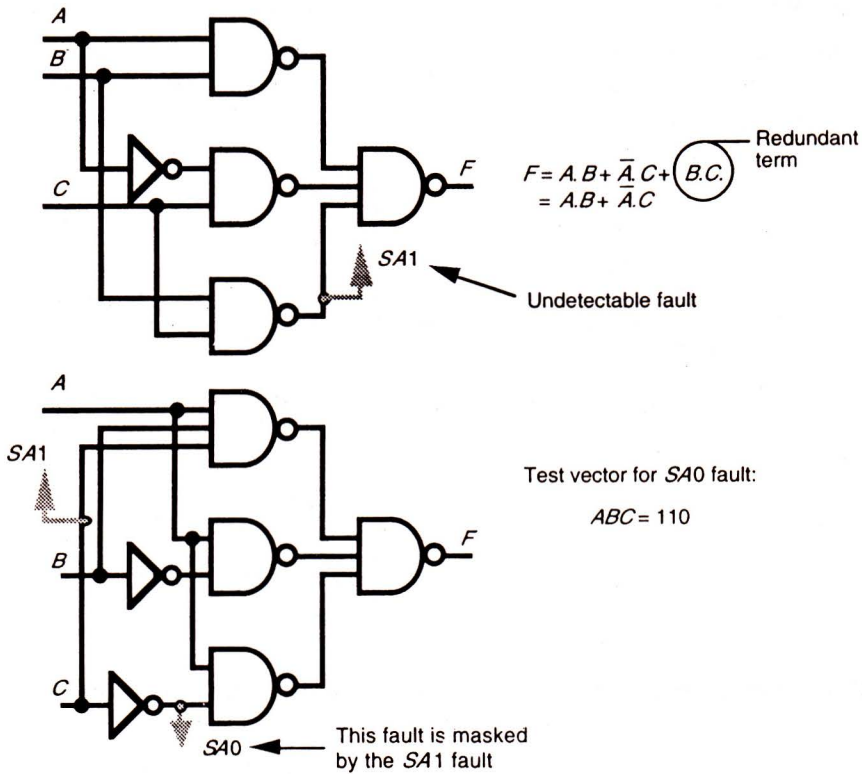 A
B
C
F
SA1
Undetectable fault
F = A.B + A̅.C + B.C.
= A.B + A̅.C
Redundant
term
A
SA1
B
C
F
SA0
This fault is masked
by the SA1 fault
Test vector for SA0 fault:
ABC = 110